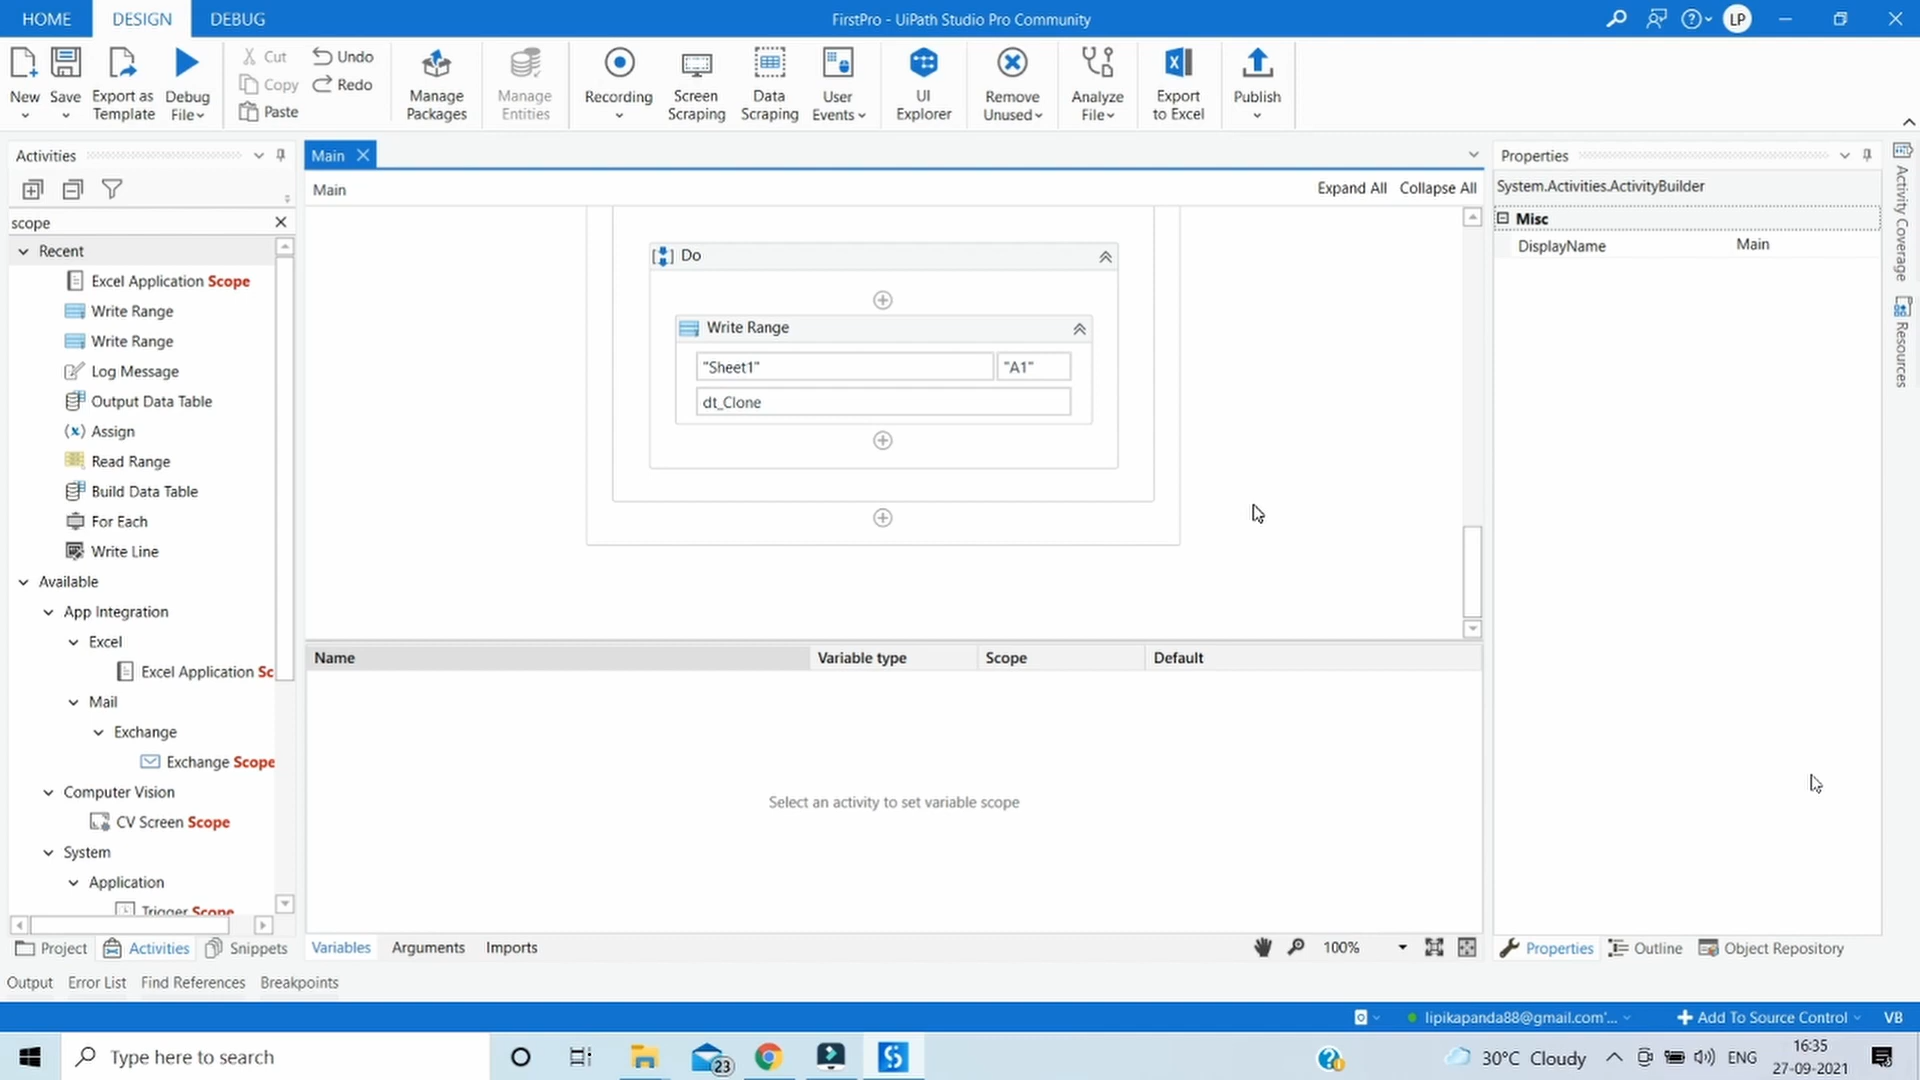 HOME DESIGN DEBUG
FirstPro - UiPath Studio Pro Community
LP
New
Save
Export as Template
Debug File
Cut
Copy
Paste
Undo
Redo
Manage Packages
Manage Entities
Recording
Screen Scraping
Data Scraping
User Events
UI Explorer
Remove Unused
Analyze File
Export to Excel
Publish
Activities
scope
Recent
Excel Application Scope
Write Range
Write Range
Log Message
Output Data Table
Assign
Read Range
Build Data Table
For Each
Write Line
Available
App Integration
Excel
Excel Application Sc
Mail
Exchange
Exchange Scope
Computer Vision
CV Screen Scope
System
Application
Trigger Scope
Project Activities Snippets
Main
Main
Expand All Collapse All
Do
Write Range
"Sheet1" "A1"
dt_Clone
Name Variable type Scope Default
Select an activity to set variable scope
Variables Arguments Imports
100%
Properties
System.Activities.ActivityBuilder
Misc
DisplayName Main
Properties Outline Object Repository
Activity Coverage
Resources
Output Error List Find References Breakpoints
lipikapanda88@gmail.com'...
Add To Source Control
VB
Type here to search
23
30°C Cloudy
ENG
16:35
27-09-2021